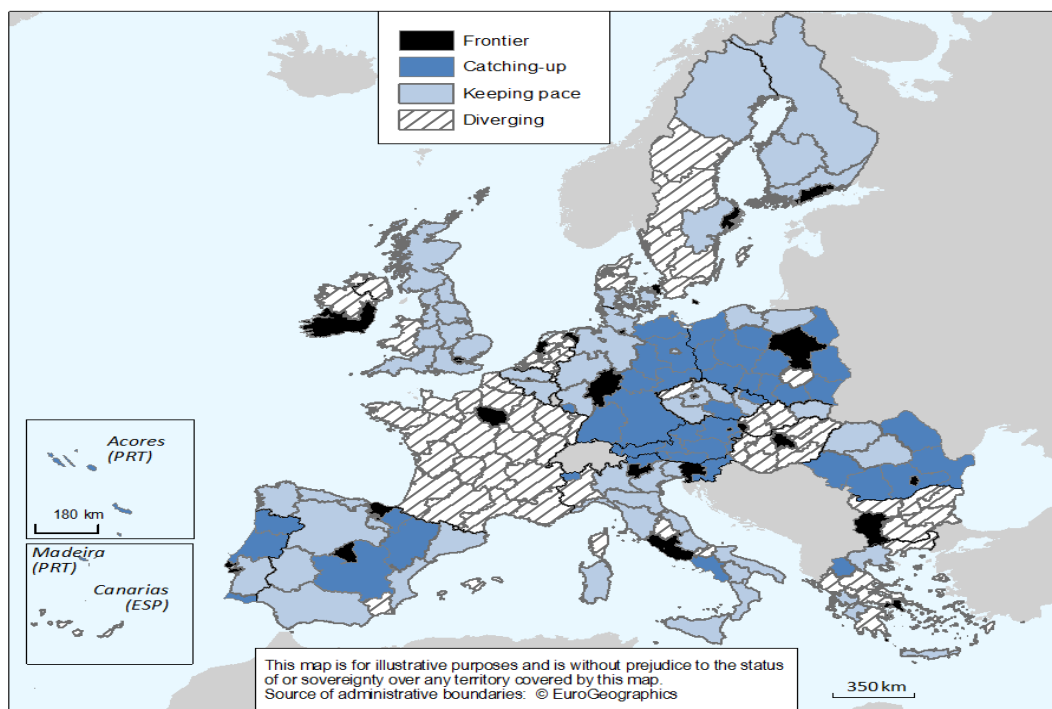 Frontier
Catching-up
Keeping pace
Diverging
Acores
(PRT)
180 km
Madeira
(PRT)
Canarias
(ESP)
This map is for illustrative purposes and is without prejudice to the status
of or sovereignty over any territory covered by this map.
Source of administrative boundaries: © EuroGeographics
350 km